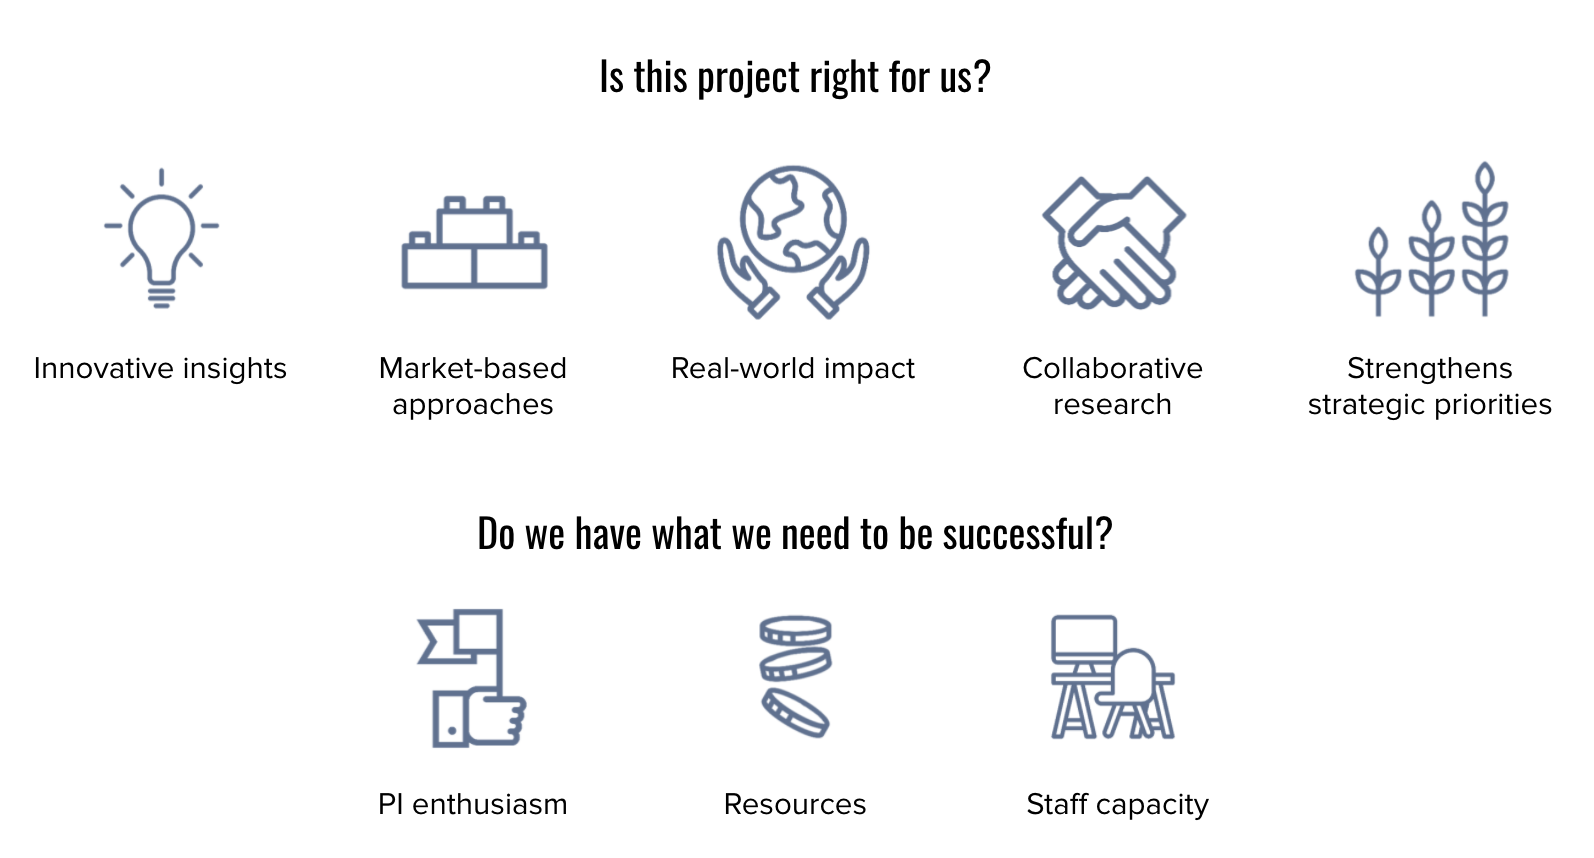 Is this project right for us?
Innovative insights
Market-based
approaches
Real-world impact
Collaborative
research
Strengthens
strategic priorities
Do we have what we need to be successful?
PI enthusiasm
Resources
Staff capacity